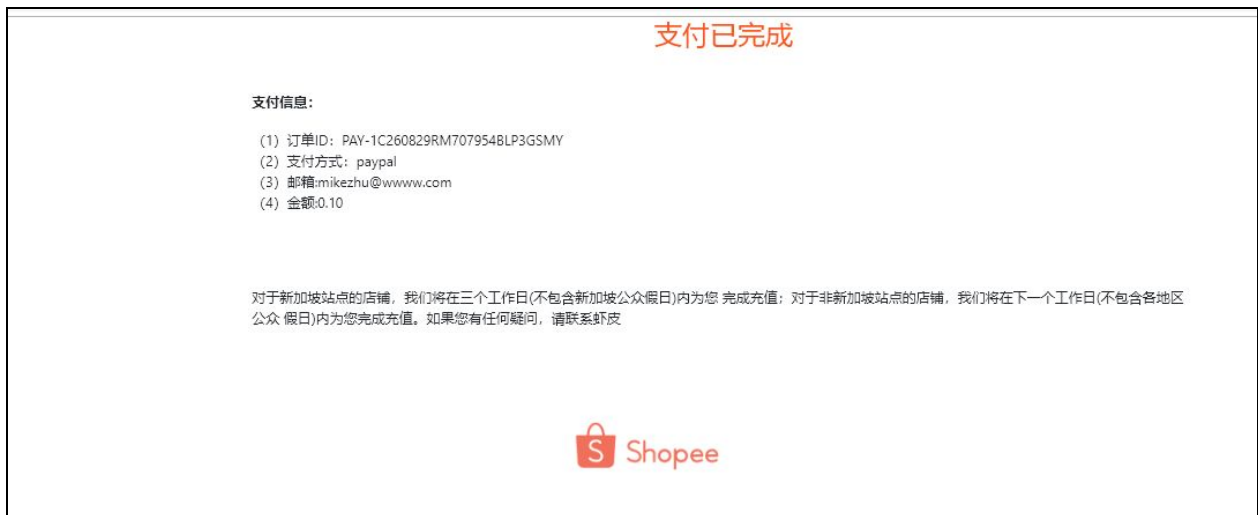 支付已完成
支付信息：
(1) 订单ID：PAY-1C260829RM707954BLP3GSMY
(2) 支付方式：paypal
(3) 邮箱:mikezhu@wwww.com
(4) 金额:0.10
对于新加坡站点的店铺，我们将在三个工作日(不包含新加坡公众假日)内为您 完成充值；对于非新加坡站点的店铺，我们将在下一个工作日(不包含各地区
公众 假日)内为您完成充值。如果您有任何疑问，请联系虾皮
S Shopee